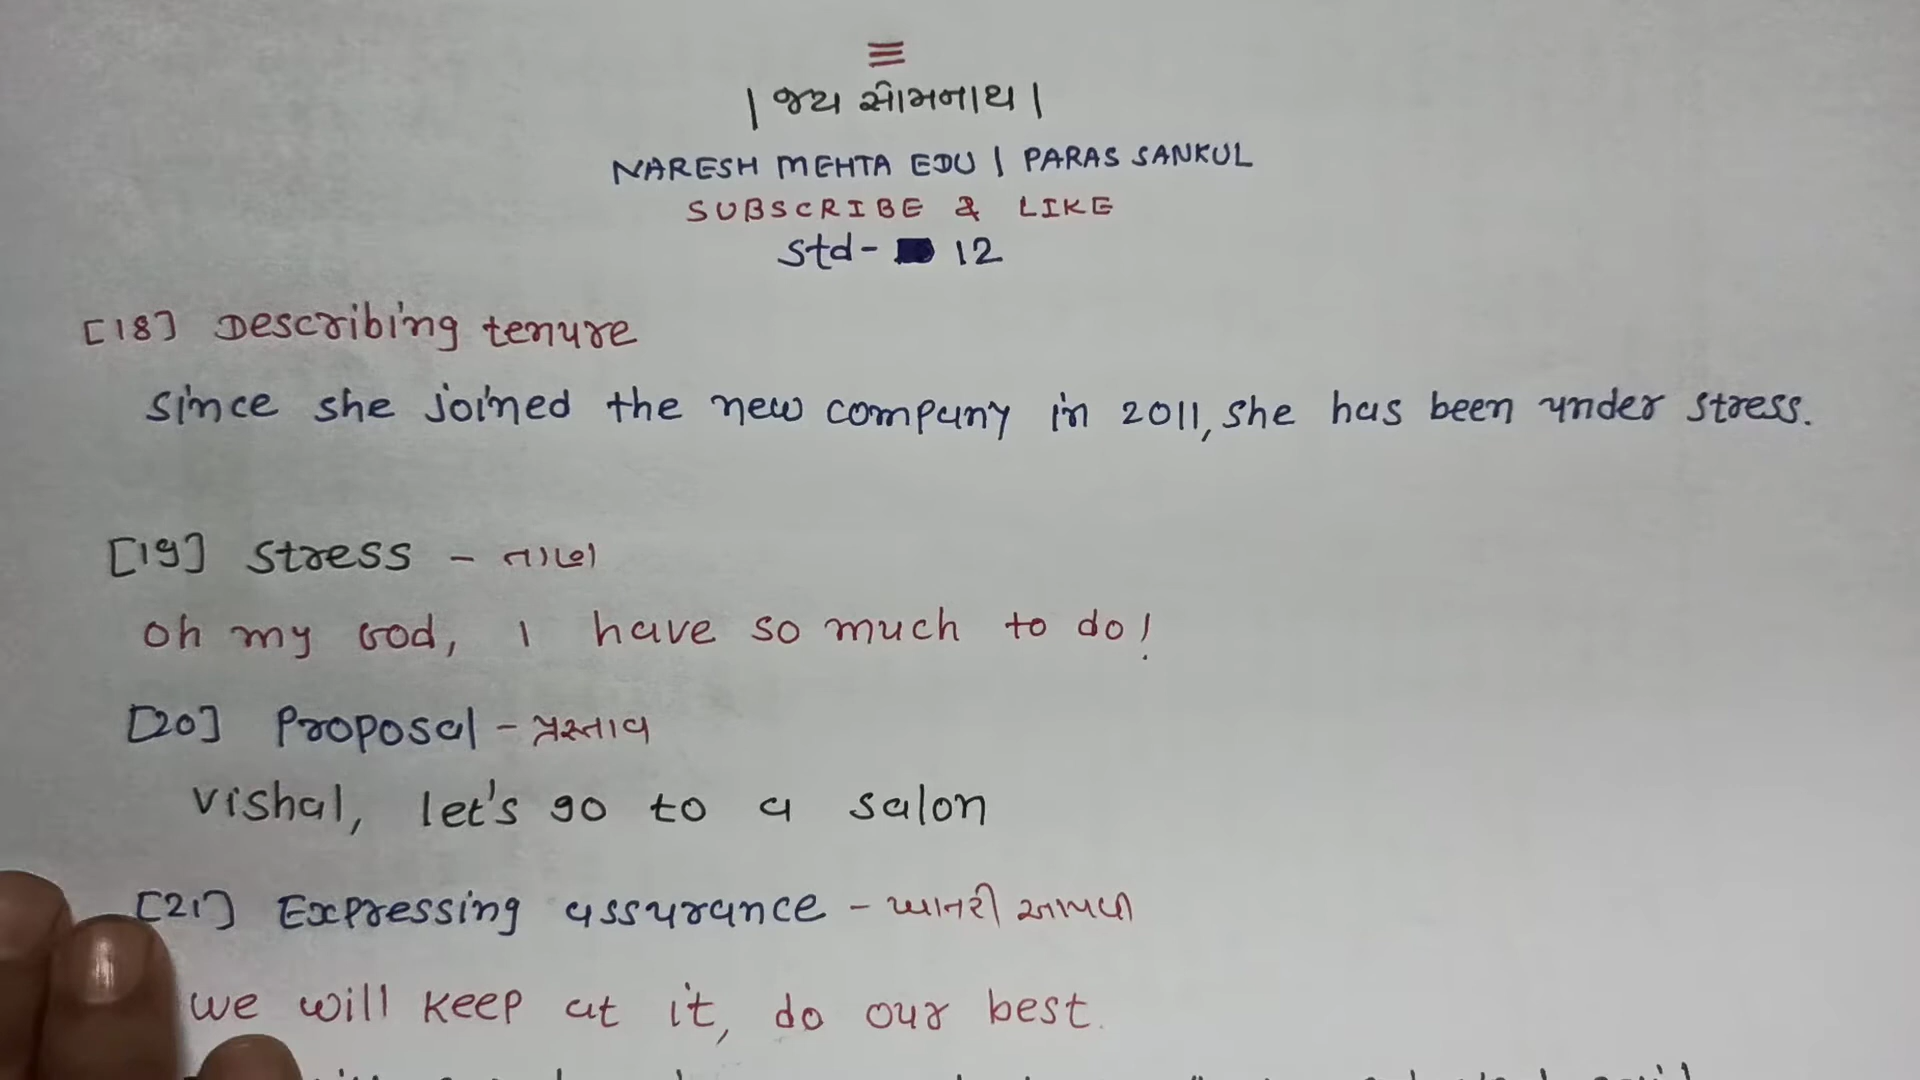 | જય સોમનાથ |
NARESH MEHTA EDU | PARAS SANKUL
SUBSCRIBE & LIKE
Std- 12
[18] Describing tenure
Since she joined the new company in 2011, she has been under stress.
[19] Stress - તાણ
Oh my God, I have so much to do!
[20] Proposal - પ્રસ્તાવ
Vishal, let's go to a salon
[21] Expressing assurance - ખાતરી આપવી
we will keep at it, do our best.